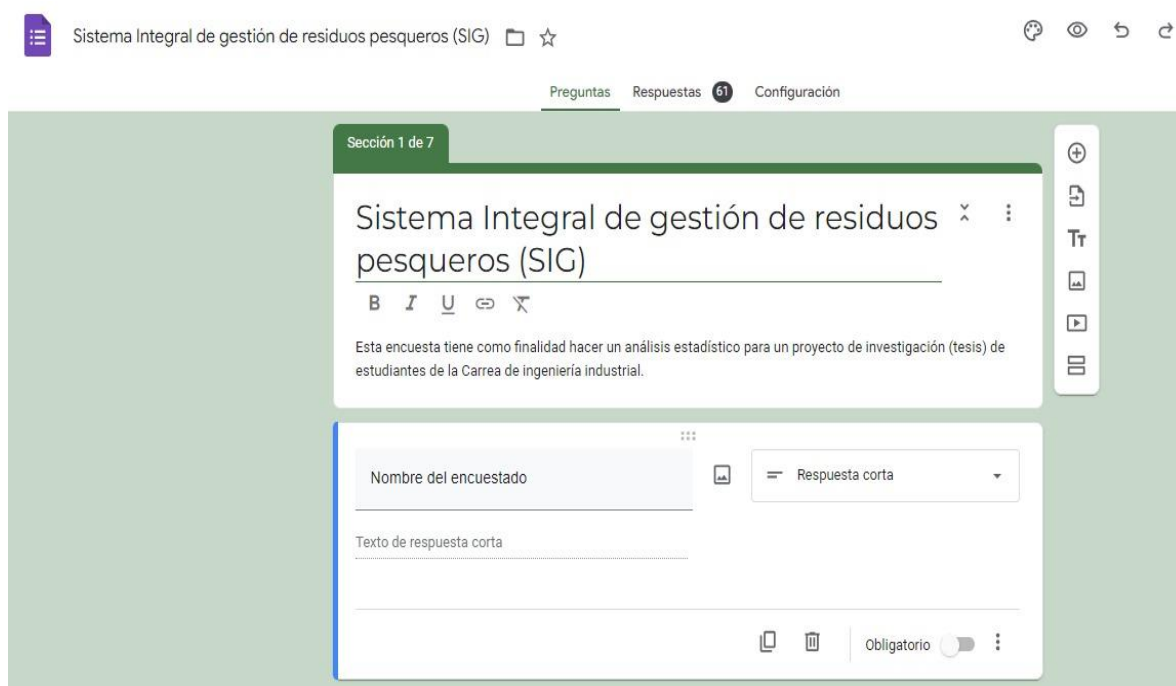 Sistema Integral de gestión de residuos pesqueros (SIG)
Preguntas Respuestas 61 Configuración
Sección 1 de 7
Sistema Integral de gestión de residuos
pesqueros (SIG)
B I U
Esta encuesta tiene como finalidad hacer un análisis estadístico para un proyecto de investigación (tesis) de
estudiantes de la Carrea de ingeniería industrial.
Tт
Nombre del encuestado
Respuesta corta
Texto de respuesta corta
Obligatorio